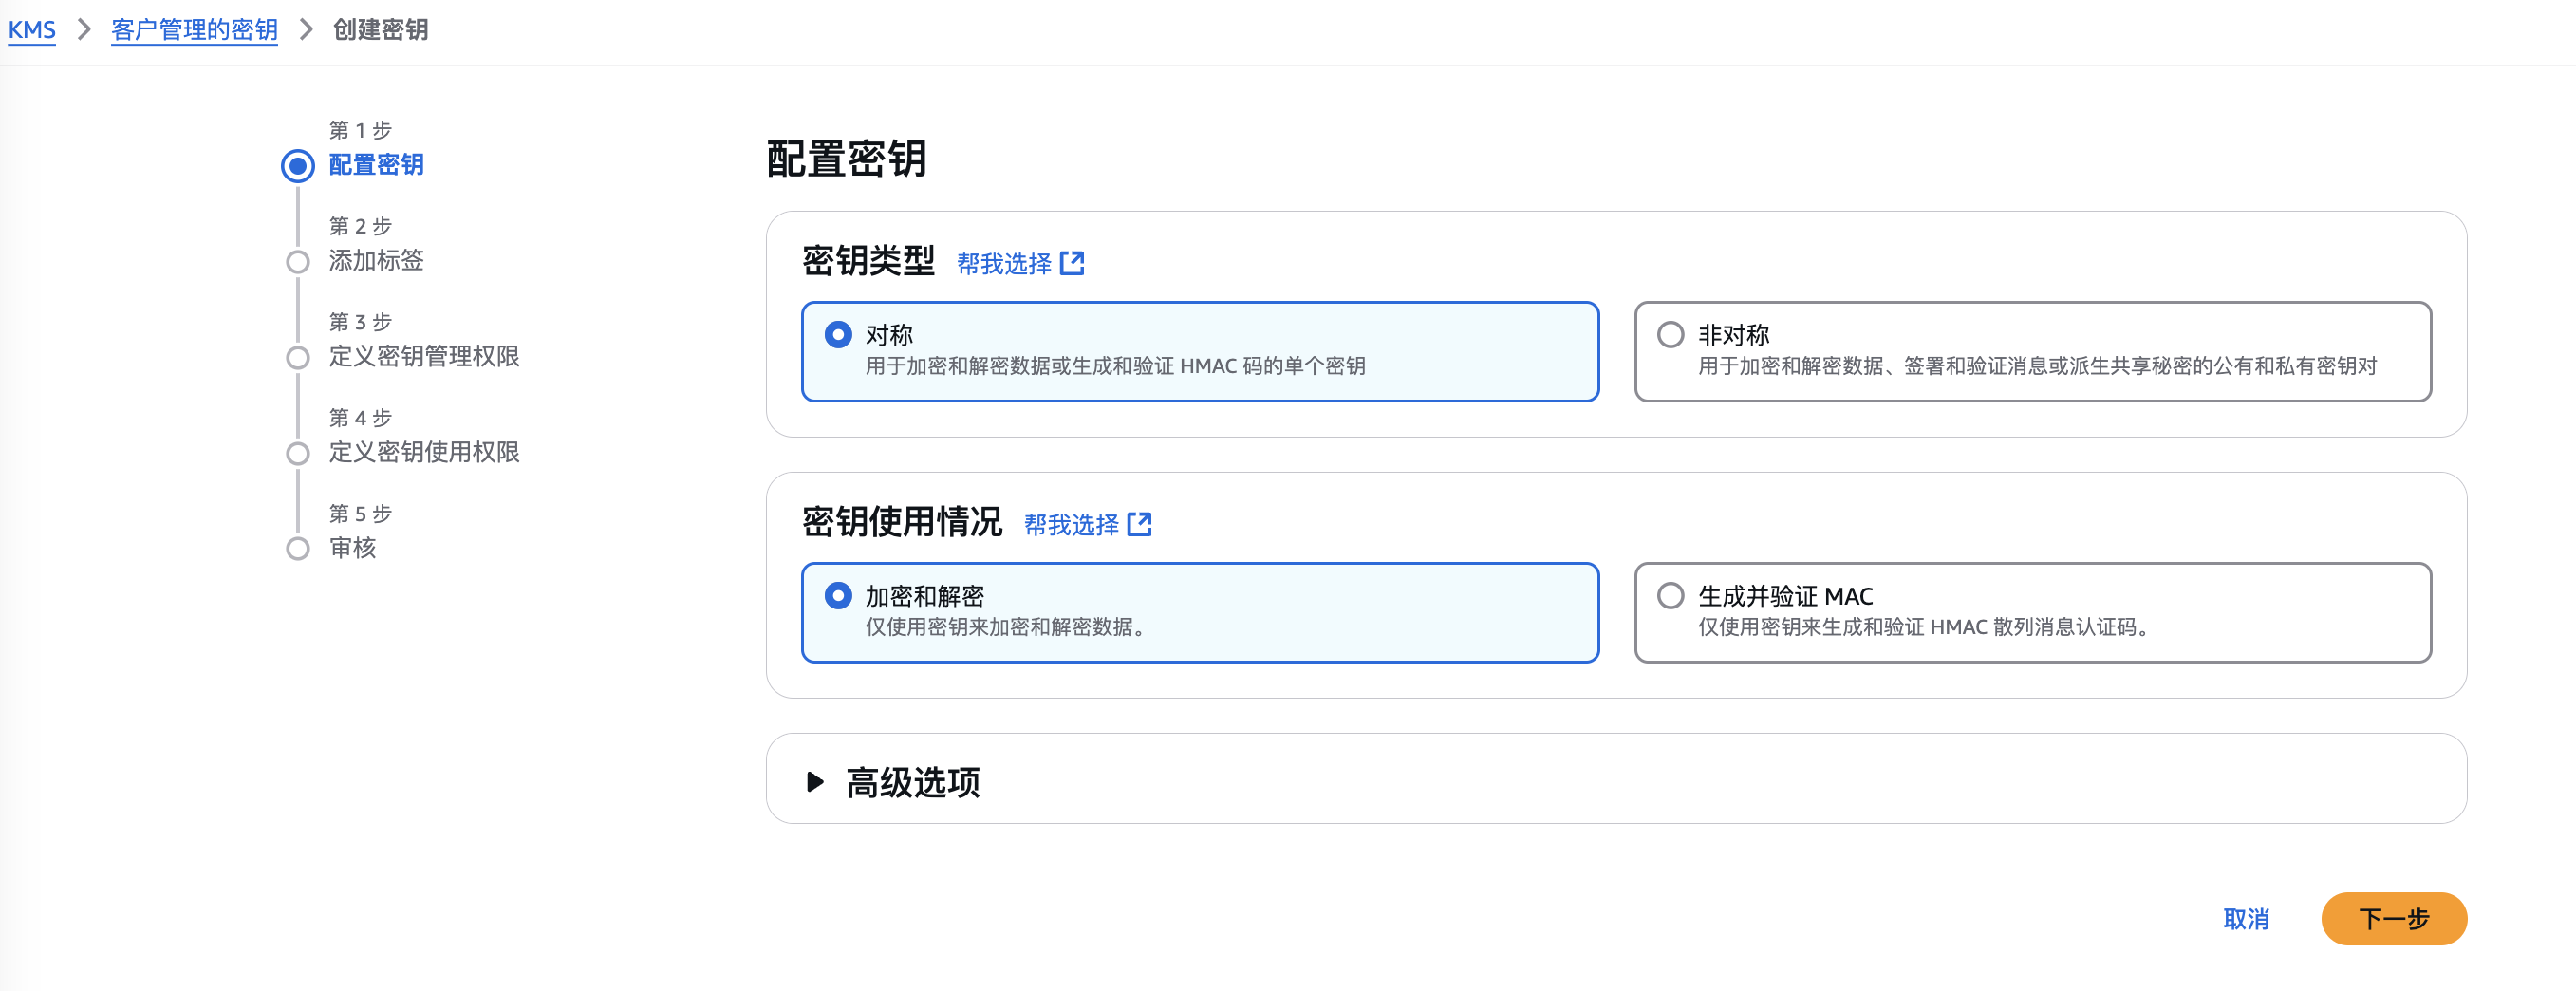 KMS > 客户管理的密钥 > 创建密钥
第 1 步
配置密钥
第 2 步
添加标签
第 3 步
定义密钥管理权限
第 4 步
定义密钥使用权限
第 5 步
审核
配置密钥
密钥类型 帮我选择
对称
用于加密和解密数据或生成和验证 HMAC 码的单个密钥
非对称
用于加密和解密数据、签署和验证消息或派生共享秘密的公有和私有密钥对
密钥使用情况 帮我选择
加密和解密
仅使用密钥来加密和解密数据。
生成并验证 MAC
仅使用密钥来生成和验证 HMAC 散列消息认证码。
高级选项
取消 下一步